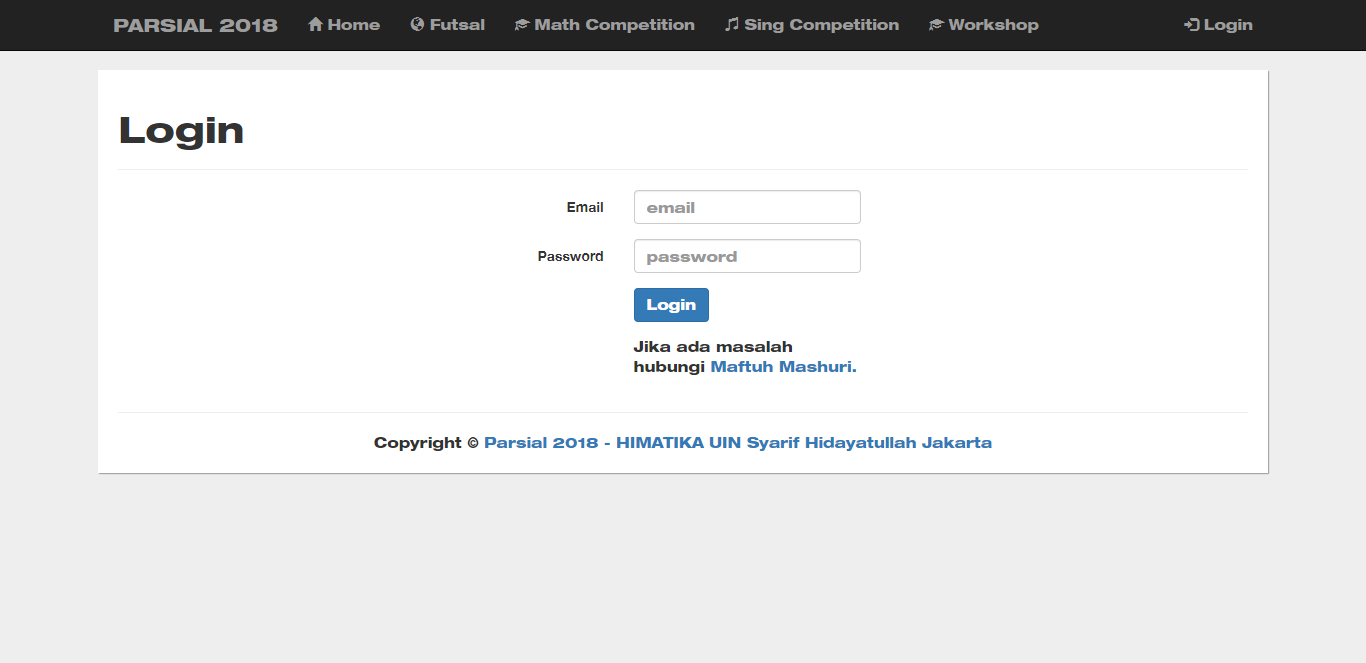 PARSIAL 2018 Home Futsal Math Competition Sing Competition Workshop Login
Login
Email email
Password password
Login
Jika ada masalah
hubungi Maftuh Mashuri.
Copyright © Parsial 2018 - HIMATIKA UIN Syarif Hidayatullah Jakarta